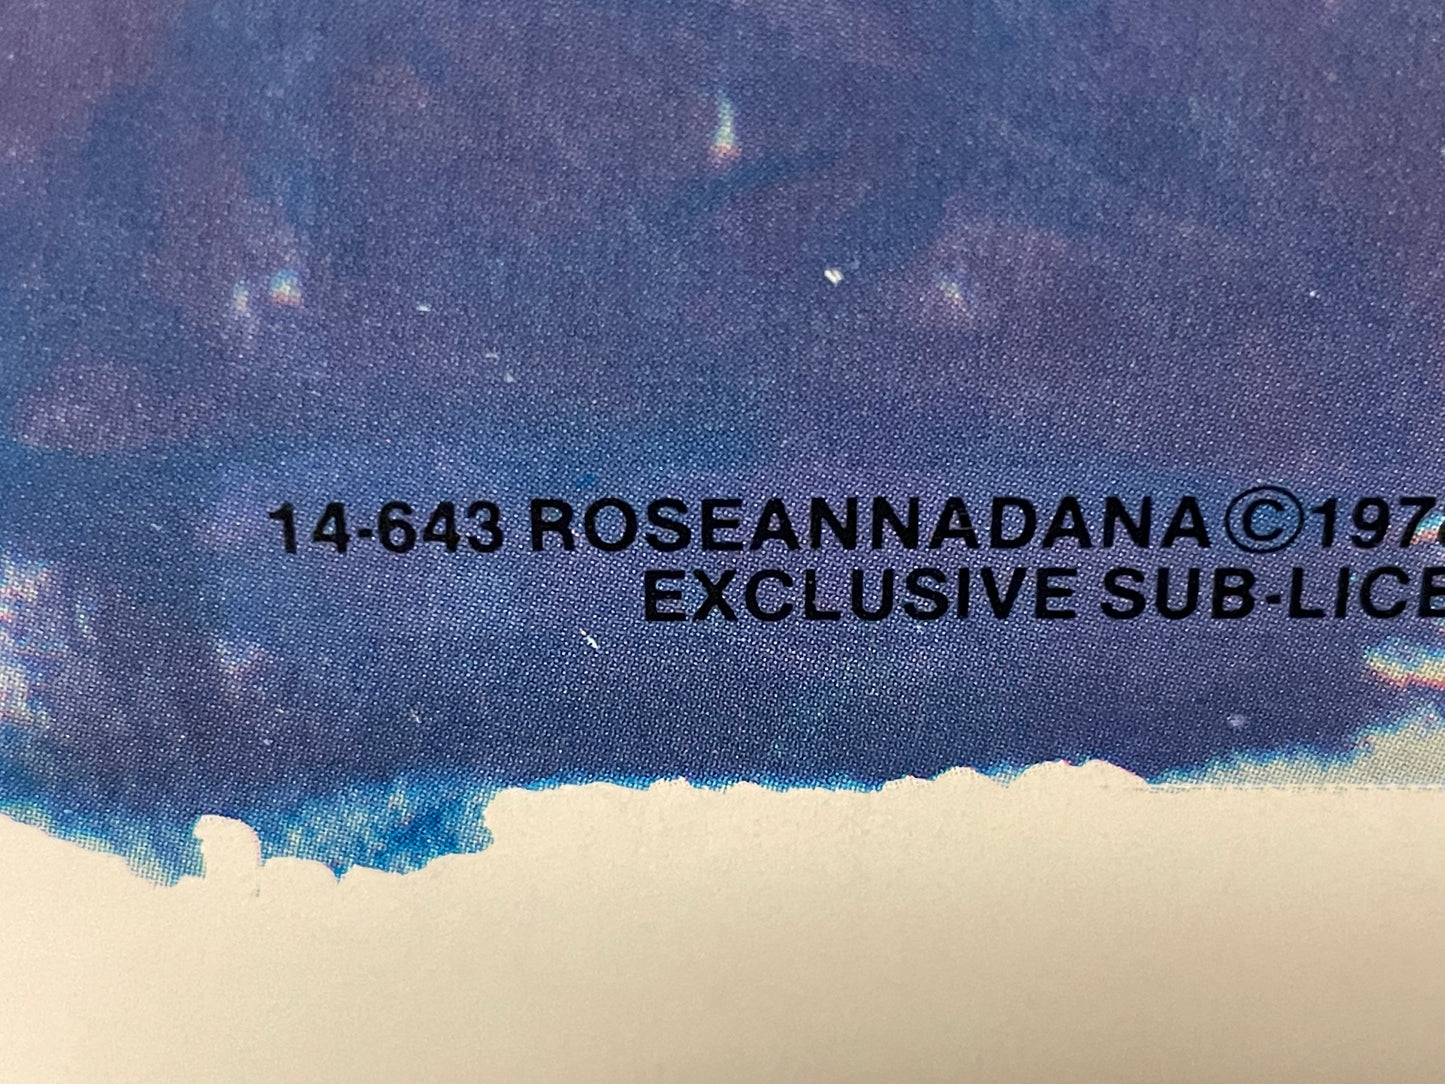 14-643 ROSEANNADANA © 197
EXCLUSIVE SUB-LICE